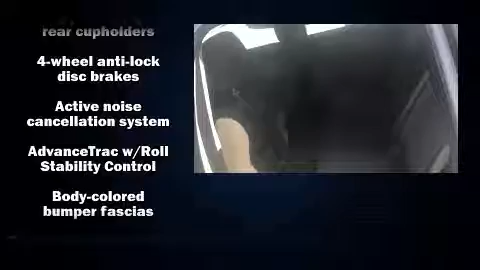 rear cupholders
4-wheel anti-lock
disc brakes
Active noise
cancellation system
AdvanceTrac w/Roll
Stability Control
Body-colored
bumper fascias